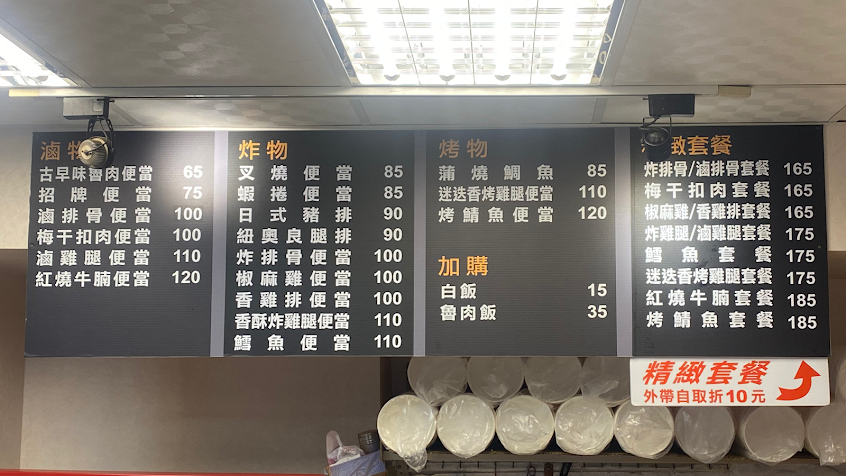 滷物
古早味魯肉便當 65
招牌便當 75
滷排骨便當 100
梅干扣肉便當 100
滷雞腿便當 110
紅燒牛腩便當 120
炸物
叉燒便當 85
蝦捲便當 85
日式豬排 90
紐奧良腿排 90
炸排骨便當 100
椒麻雞便當 100
香雞排便當 100
香酥炸雞腿便當 110
鱈魚便當 110
烤物
蒲燒鯛魚 85
迷迭香烤雞腿便當 110
烤鯖魚便當 120
加購
白飯 15
魯肉飯 35
緻套餐
炸排骨/滷排骨套餐 165
梅干扣肉套餐 165
椒麻雞/香雞排套餐 165
炸雞腿/滷雞腿套餐 175
鱈魚套餐 175
迷迭香烤雞腿套餐 175
紅燒牛腩套餐 185
烤鯖魚套餐 185
精緻套餐
外帶自取折10元